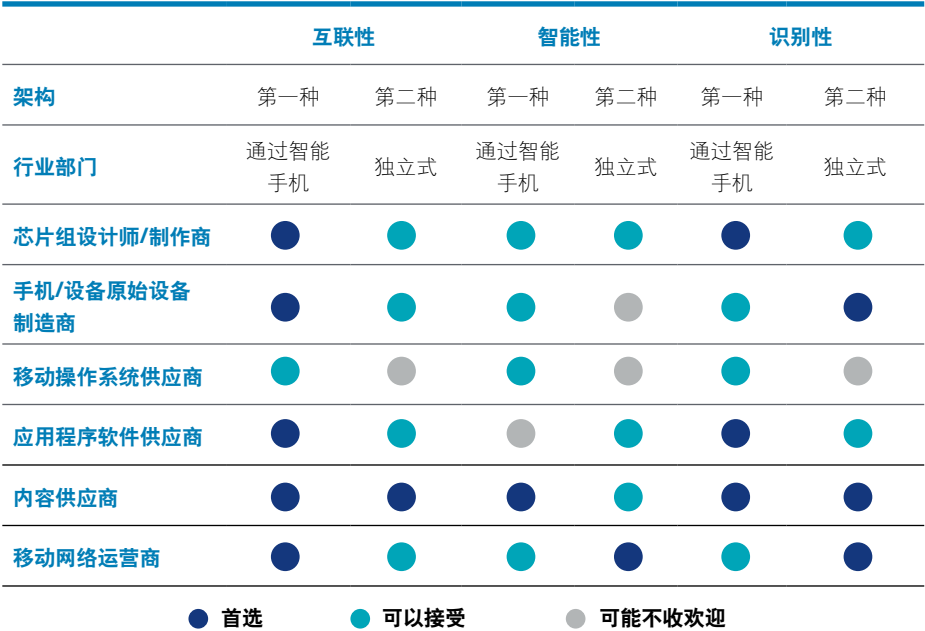 互联性 智能性 识别性
架构 第一种 第二种 第一种 第二种 第一种 第二种
行业部门 通过智能手机 独立式 通过智能手机 独立式 通过智能手机 独立式
芯片组设计师/制作商
手机/设备原始设备
制造商
移动操作系统供应商
应用程序软件供应商
内容供应商
移动网络运营商
首选 可以接受 可能不收欢迎